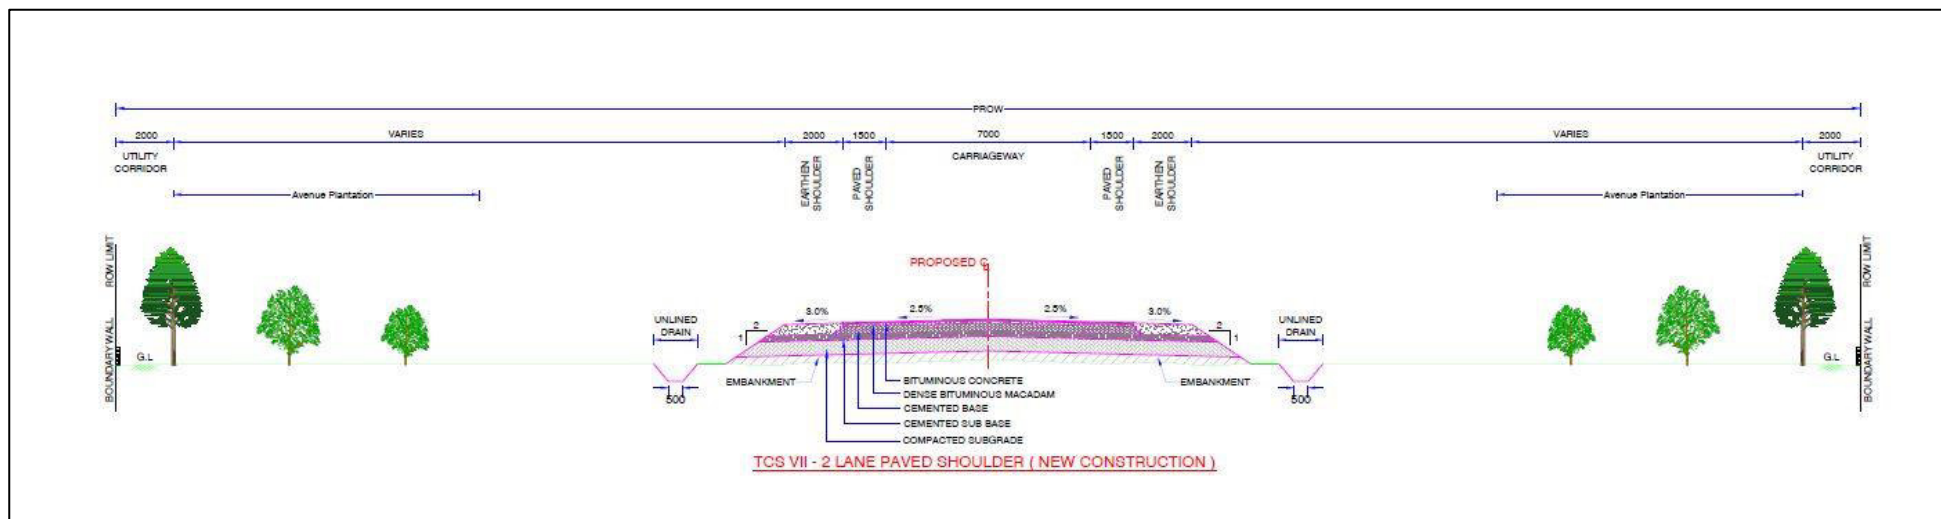 PROW
2000 VARIES 2000 1500 7000 1500 2000 VARIES 2000
UTILITY CORRIDOR
EARTHEN SHOULDER
PAVED SHOULDER
CARRIAGEWAY
PAVED SHOULDER
EARTHEN SHOULDER
UTILITY CORRIDOR
Avenue Plantation
Avenue Plantation
ROW LIMIT
BOUNDARY WALL
G.L
PROPOSED C
L
UNLINED DRAIN
1 2
3.0% 2.5% 2.5% 3.0%
2 1
UNLINED DRAIN
ROW LIMIT
BOUNDARY WALL
G.L
500
EMBANKMENT
EMBANKMENT
500
BITUMINOUS CONCRETE
DENSE BITUMINOUS MACADAM
CEMENTED BASE
CEMENTED SUB BASE
COMPACTED SUBGRADE
TCS VII - 2 LANE PAVED SHOULDER ( NEW CONSTRUCTION )